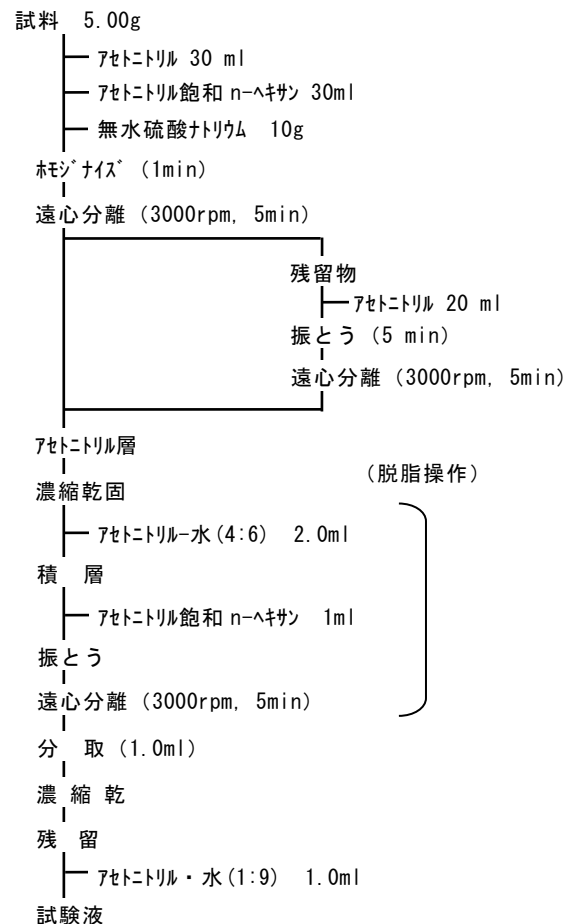 試料 5.00g
ｱｾﾄﾆﾄﾘﾙ 30 ml
ｱｾﾄﾆﾄﾘﾙ飽和 n-ﾍｷｻﾝ 30ml
無水硫酸ﾅﾄﾘｳﾑ 10g
ﾎﾓｼﾞﾅｲｽﾞ (1min)
遠心分離 (3000rpm, 5min)
残留物
ｱｾﾄﾆﾄﾘﾙ 20 ml
振とう (5 min)
遠心分離 (3000rpm, 5min)
ｱｾﾄﾆﾄﾘﾙ層
(脱脂操作)
濃縮乾固
ｱｾﾄﾆﾄﾘﾙ-水(4:6) 2.0ml
積 層
ｱｾﾄﾆﾄﾘﾙ飽和 n-ﾍｷｻﾝ 1ml
振とう
遠心分離 (3000rpm, 5min)
分 取 (1.0ml)
濃 縮 乾
残 留
ｱｾﾄﾆﾄﾘﾙ・水(1:9) 1.0ml
試験液